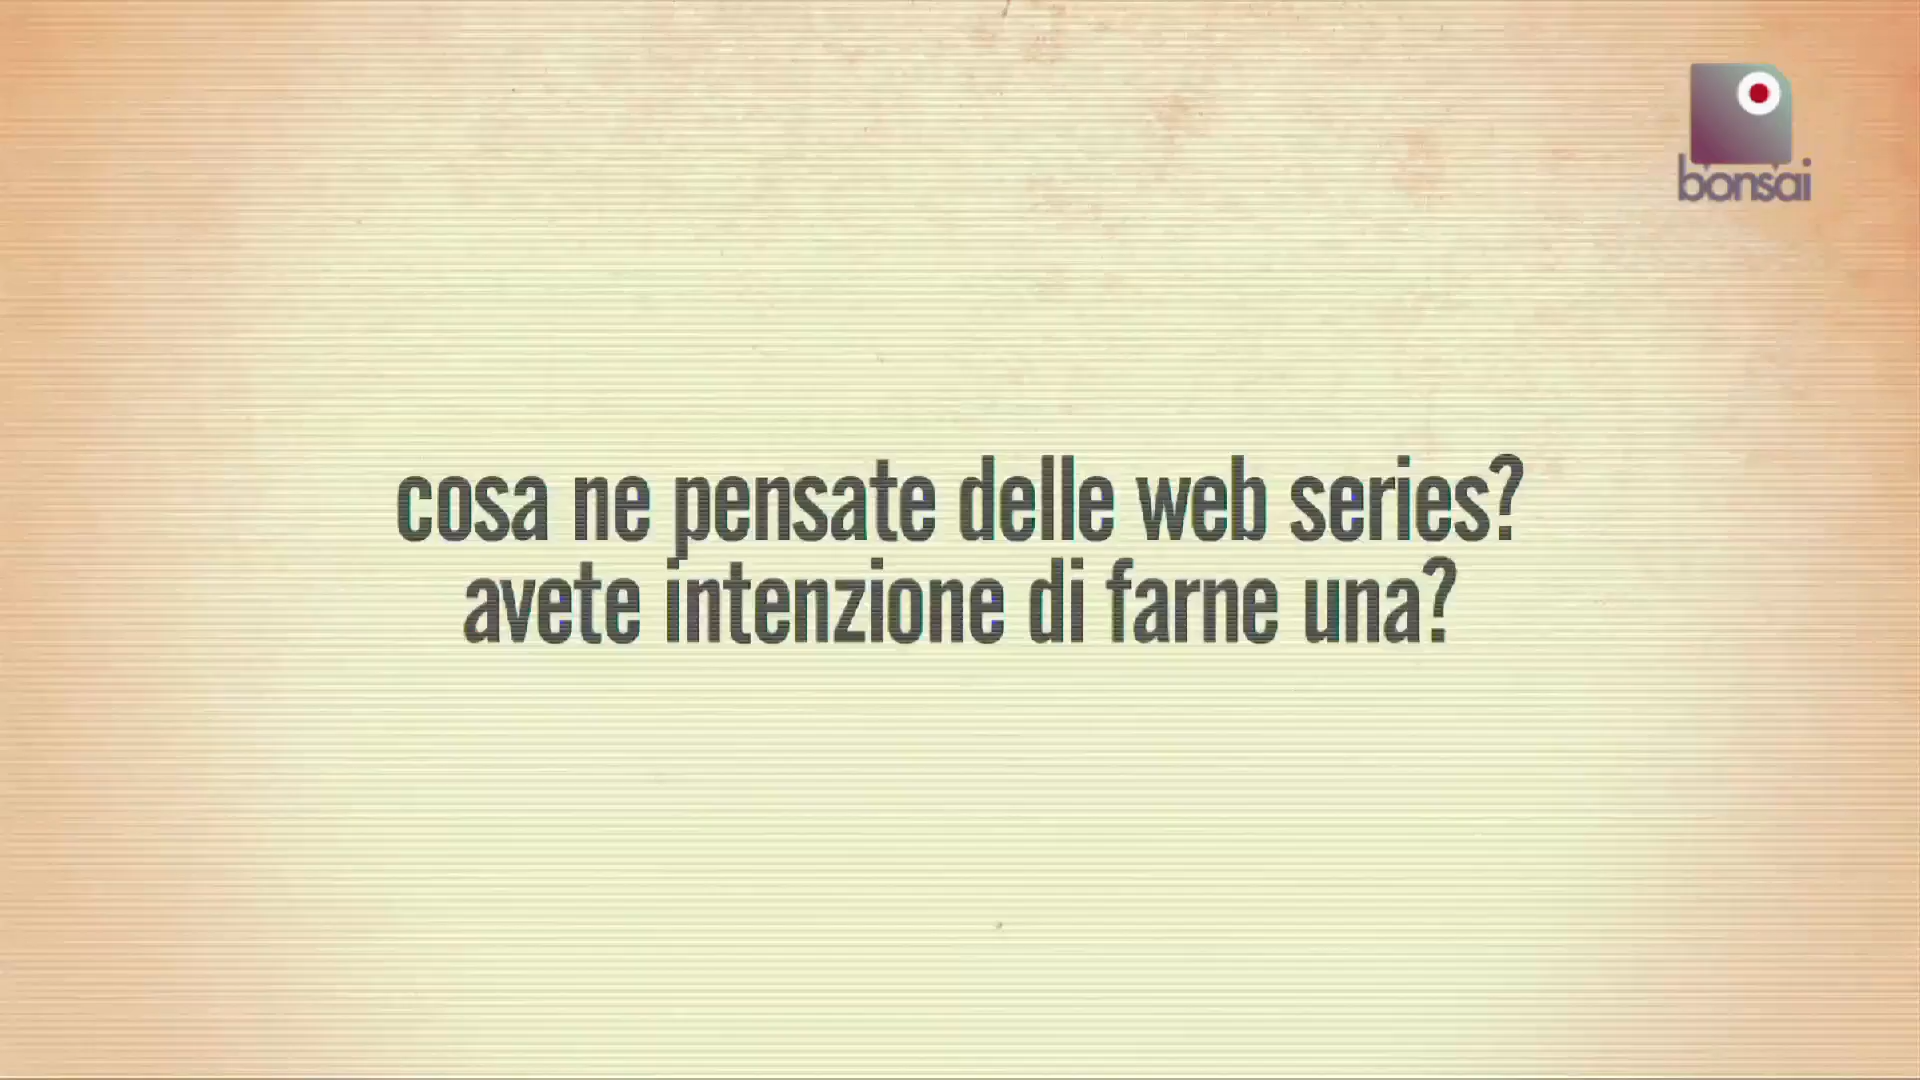 bonsai
cosa ne pensate delle web series?
avete intenzione di farne una?